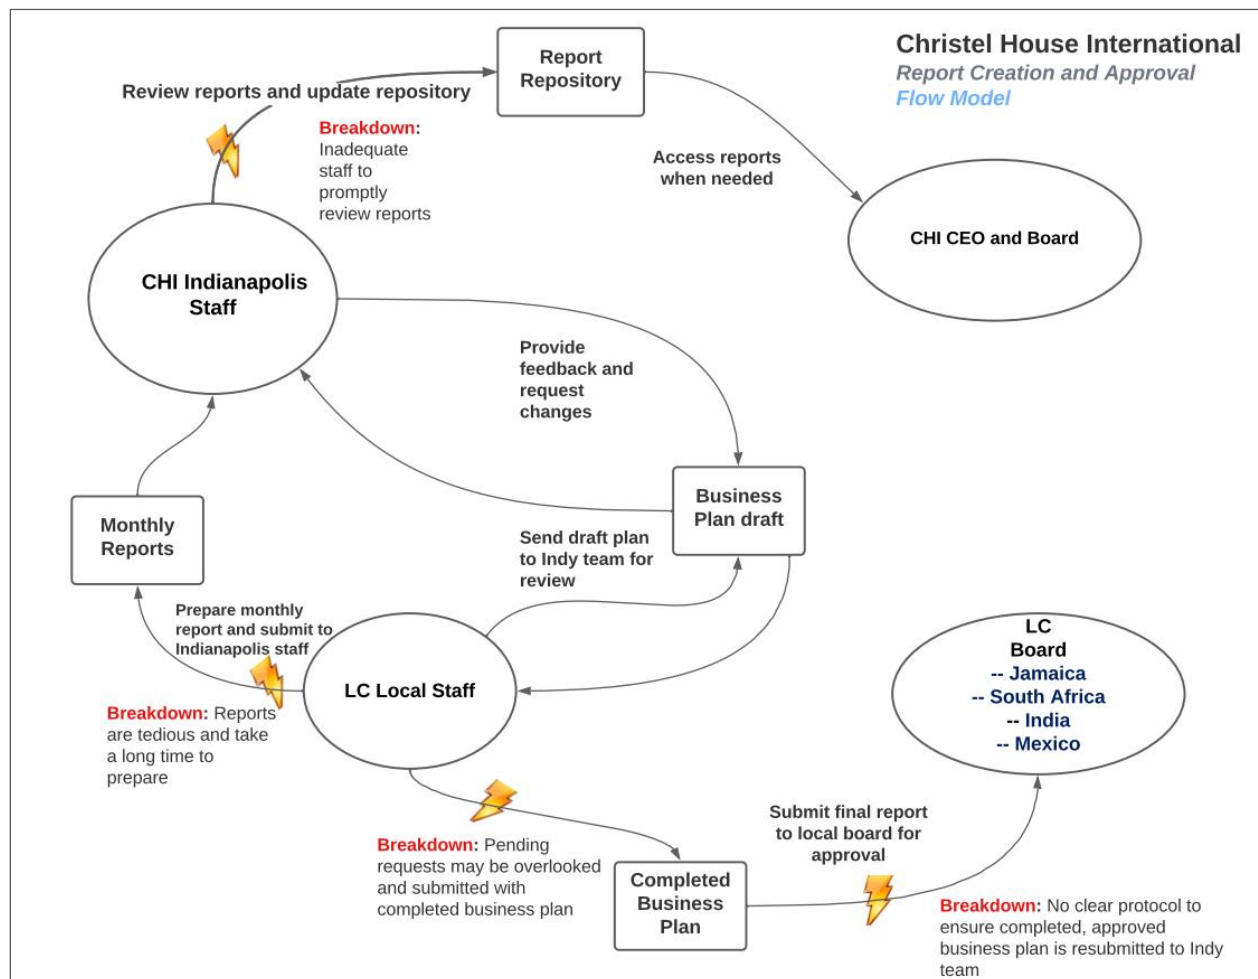 Christel House International
Report Creation and Approval
Flow Model
Report
Repository
Review reports and update repository
Breakdown:
Inadequate
staff to
promptly
review reports
Access reports
when needed
CHI CEO and Board
CHI Indianapolis
Staff
Provide
feedback and
request
changes
Business
Plan draft
Monthly
Reports
Send draft plan
to Indy team for
review
Prepare monthly
report and submit to
Indianapolis staff
LC Local Staff
Breakdown: Reports
are tedious and take
a long time to
prepare
LC
Board
-- Jamaica
-- South Africa
-- India
-- Mexico
Breakdown: Pending
requests may be overlooked
and submitted with
completed business plan
Submit final report
to local board for
approval
Completed
Business
Plan
Breakdown: No clear protocol to
ensure completed, approved
business plan is resubmitted to Indy
team